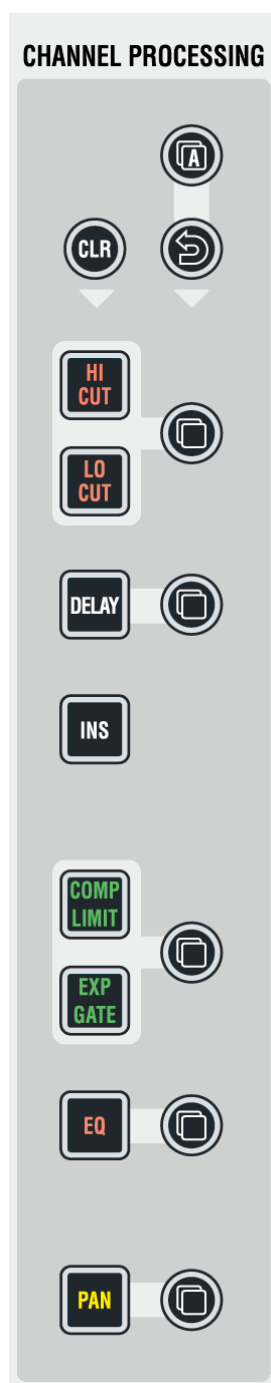 CHANNEL PROCESSING
A
CLR
HI
CUT
LO
CUT
DELAY
INS
COMP
LIMIT
EXP
GATE
EQ
PAN